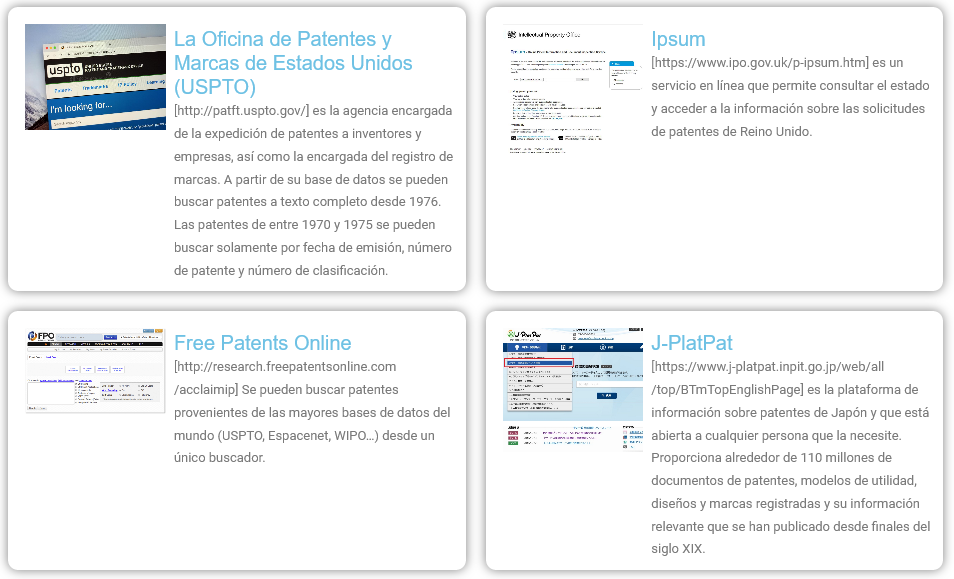 uspto
I'm looking for...
La Oficina de Patentes y
Marcas de Estados Unidos
(USPTO)
[http://patft.uspto.gov/] es la agencia encargada
de la expedición de patentes a inventores y
empresas, así como la encargada del registro de
marcas. A partir de su base de datos se pueden
buscar patentes a texto completo desde 1976.
Las patentes de entre 1970 y 1975 se pueden
buscar solamente por fecha de emisión, número
de patente y número de clasificación.
Intellectual Property Office
Ipsum
[https://www.ipo.gov.uk/p-ipsum.htm] es un
servicio en línea que permite consultar el estado
y acceder a la información sobre las solicitudes
de patentes de Reino Unido.
FPO
Free Patents Online
[http://research.freepatentsonline.com
/acclaimip] Se pueden buscar patentes
provenientes de las mayores bases de datos del
mundo (USPTO, Espacenet, WIPO...) desde un
único buscador.
J-PlatPat
[https://www.j-platpat.inpit.go.jp/web/all
/top/BTmTopEnglishPage] es la plataforma de
información sobre patentes de Japón y que está
abierta a cualquier persona que la necesite.
Proporciona alrededor de 110 millones de
documentos de patentes, modelos de utilidad,
diseños y marcas registradas y su información
relevante que se han publicado desde finales del
siglo XIX.